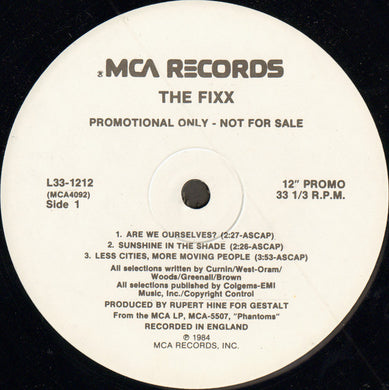 MCA RECORDS
THE FIXX
PROMOTIONAL ONLY - NOT FOR SALE
L33-1212
(MCA4092)
Side 1
12" PROMO
33 1/3 R.P.M.
1. ARE WE OURSELVES? (2:27-ASCAP)
2. SUNSHINE IN THE SHADE (2:26-ASCAP)
3. LESS CITIES, MORE MOVING PEOPLE (3:53-ASCAP)
All selections written by Curnin/West-Oram/
Woods/Greenall/Brown
All selections published by Colgems-EMI
Music, Inc./Copyright Control
PRODUCED BY RUPERT HINE FOR GESTALT
From the MCA LP, MCA-5507, "Phantoms"
RECORDED IN ENGLAND
℗ 1984
MCA RECORDS, INC.